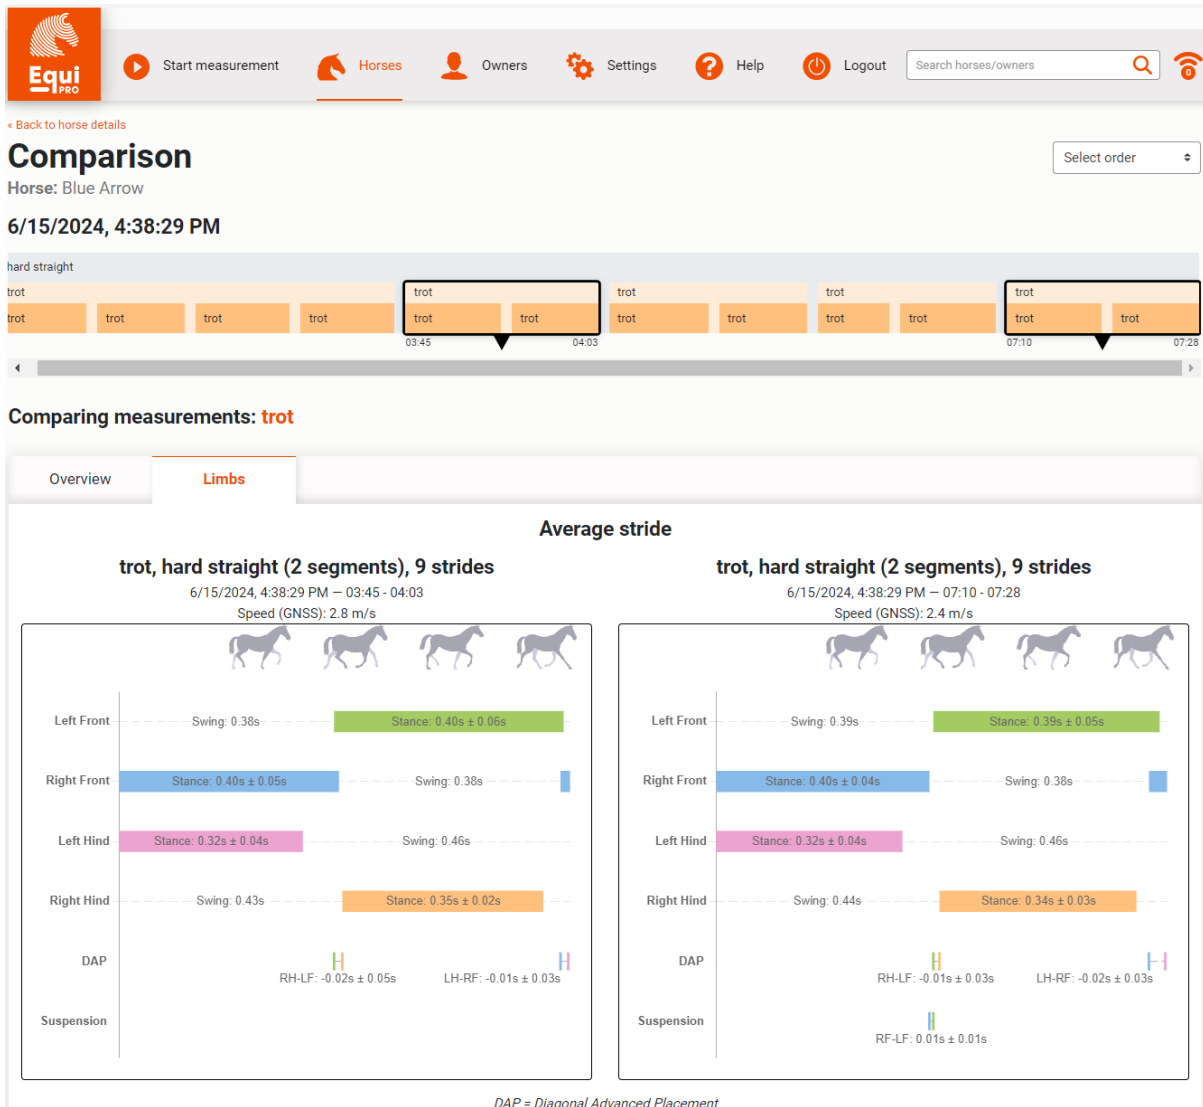 Equi
PRO
Start measurement
Horses
Owners
Settings
Help
Logout
Search horses/owners
0
« Back to horse details
Comparison
Select order
Horse: Blue Arrow
6/15/2024, 4:38:29 PM
hard straight
trot trot trot trot trot
trot trot trot trot trot trot trot trot trot trot trot trot
03:45 04:03 07:10 07:28
Comparing measurements: trot
Overview Limbs
Average stride
trot, hard straight (2 segments), 9 strides
6/15/2024, 4:38:29 PM — 03:45 - 04:03
Speed (GNSS): 2.8 m/s
Left Front Swing: 0.38s Stance: 0.40s ± 0.06s
Right Front Stance: 0.40s ± 0.05s Swing: 0.38s
Left Hind Stance: 0.32s ± 0.04s Swing: 0.46s
Right Hind Swing: 0.43s Stance: 0.35s ± 0.02s
DAP
RH-LF: -0.02s ± 0.05s LH-RF: -0.01s ± 0.03s
Suspension
trot, hard straight (2 segments), 9 strides
6/15/2024, 4:38:29 PM — 07:10 - 07:28
Speed (GNSS): 2.4 m/s
Left Front Swing: 0.39s Stance: 0.39s ± 0.05s
Right Front Stance: 0.40s ± 0.04s Swing: 0.38s
Left Hind Stance: 0.32s ± 0.04s Swing: 0.46s
Right Hind Swing: 0.44s Stance: 0.34s ± 0.03s
DAP
RH-LF: -0.01s ± 0.03s LH-RF: -0.02s ± 0.03s
Suspension
RF-LF: 0.01s ± 0.01s
DAP = Diagonal Advanced Placement